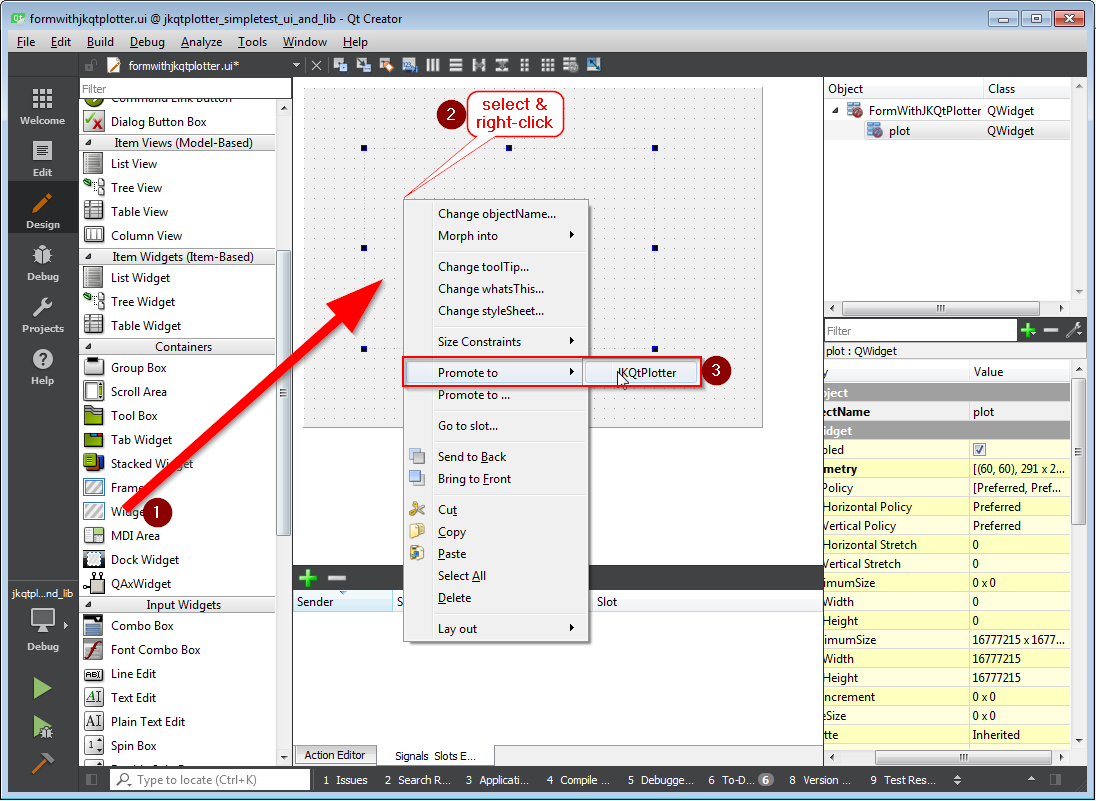 formwithjkqtplotter.ui @ jkqtplotter_simpletest_ui_and_lib - Qt Creator
File Edit Build Debug Analyze Tools Window Help
formwithjkqtplotter.ui*
Welcome
Edit
Design
Debug
Projects
Help
jkqtpl...nd_lib
Debug
Filter
Command Link Button
Dialog Button Box
Item Views (Model-Based)
List View
Tree View
Table View
Column View
Item Widgets (Item-Based)
List Widget
Tree Widget
Table Widget
Containers
Group Box
Scroll Area
Tool Box
Tab Widget
Stacked Widget
Frame
Widget
1
MDI Area
Dock Widget
QAxWidget
Input Widgets
Combo Box
Font Combo Box
Line Edit
Text Edit
Plain Text Edit
Spin Box
2
select &
right-click
Change objectName...
Morph into
Change toolTip...
Change whatsThis...
Change styleSheet...
Size Constraints
Promote to
JKQtPlotter
3
Promote to ...
Go to slot...
Send to Back
Bring to Front
Cut
Copy
Paste
Select All
Delete
Lay out
Sender S Slot
Action Editor Signals Slots E...
Object Class
FormWithJKQtPlotter QWidget
plot QWidget
Filter
plot : QWidget
y Value
bject
ectName plot
Widget
bled
metry [(60, 60), 291 x 2...
Policy [Preferred, Pref...
Horizontal Policy Preferred
Vertical Policy Preferred
Horizontal Stretch 0
Vertical Stretch 0
imumSize 0 x 0
Width 0
Height 0
imumSize 16777215 x 1677...
Width 16777215
Height 16777215
Increment 0 x 0
eSize 0 x 0
tte Inherited
Type to locate (Ctrl+K) 1 Issues 2 Search R... 3 Applicati... 4 Compile ... 5 Debugge... 6 To-D... 6 8 Version ... 9 Test Res...